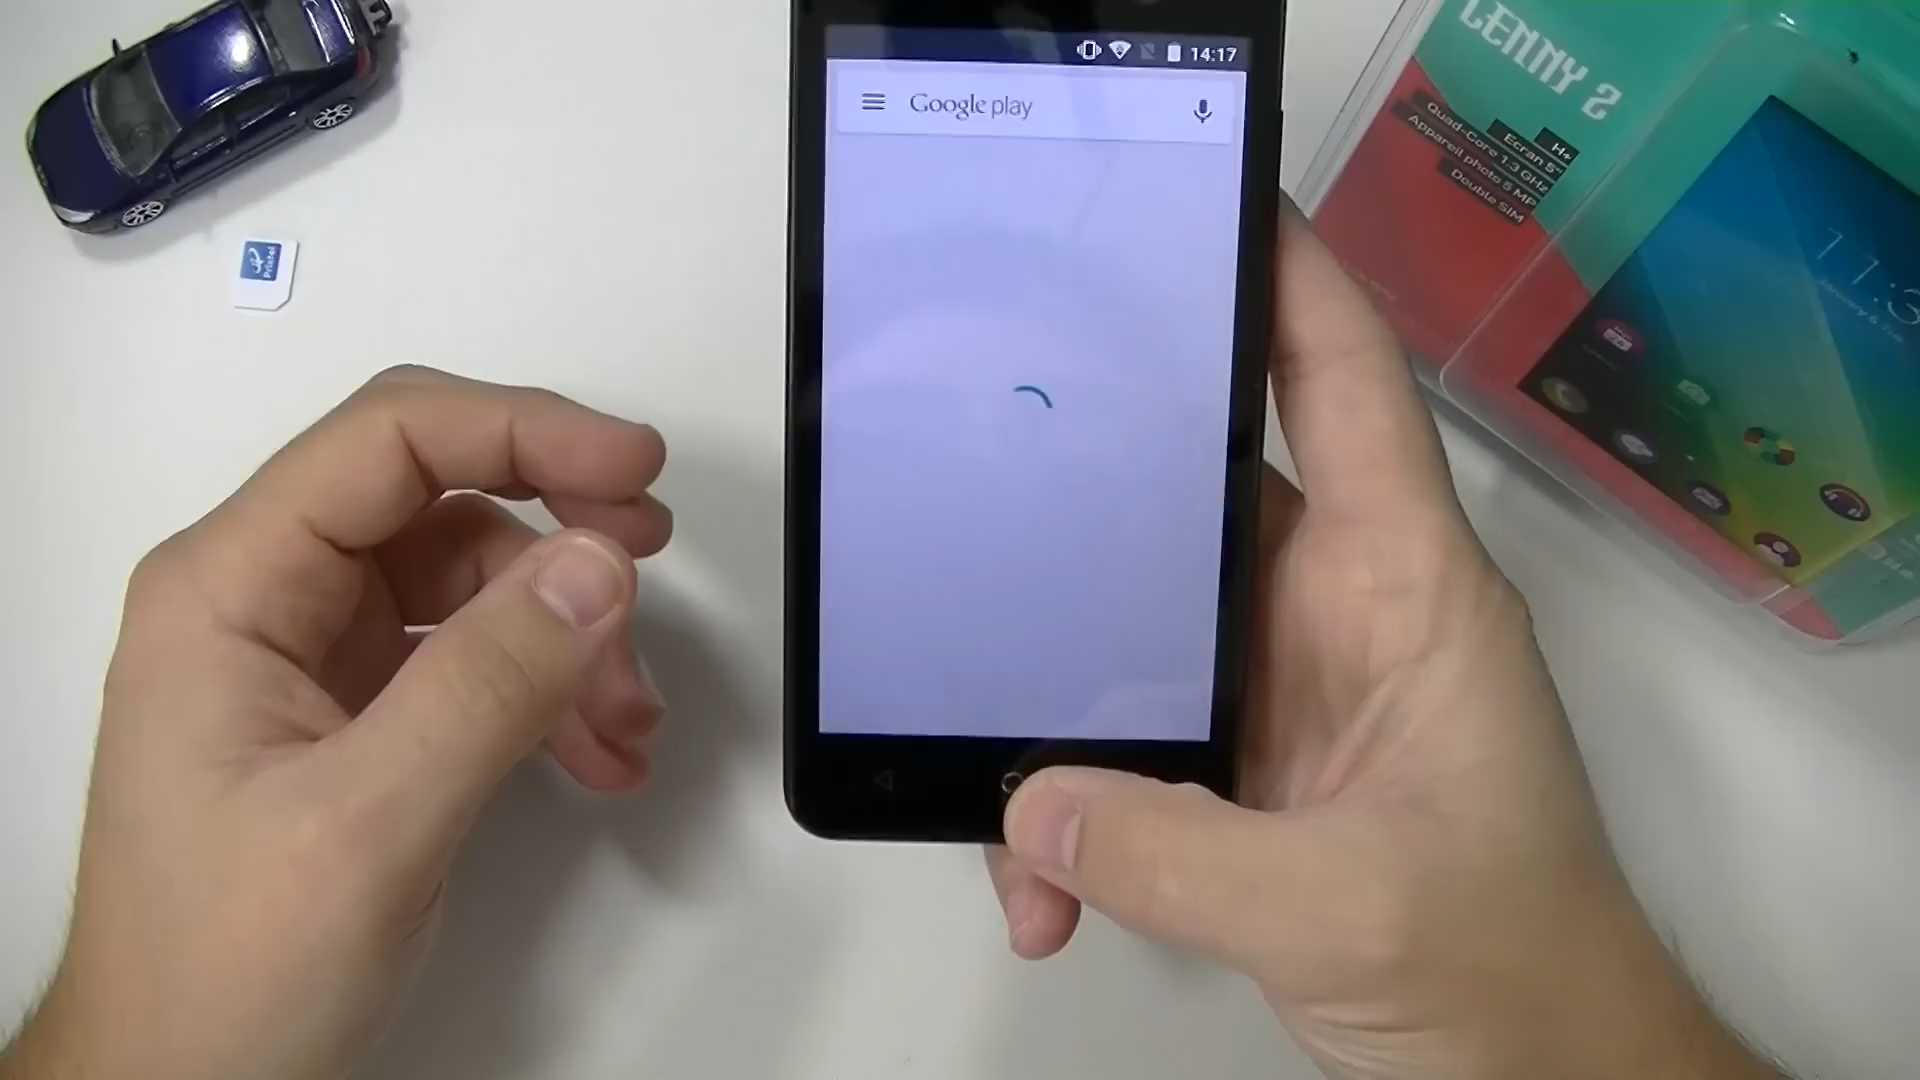 14:17
Google play
LENNY 2
H+
Ecran 5"
Quad-Core 1.3 GHz
Appareil photo 5 MP
Double SIM
Prixtel